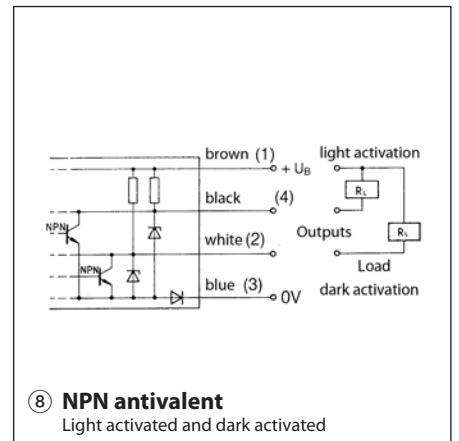 brown (1)
+ UB
light activation
RL
black (4)
NPN
Outputs
RL
white (2)
NPN
Load
blue (3)
0V
dark activation
⑧ NPN antivalent
Light activated and dark activated